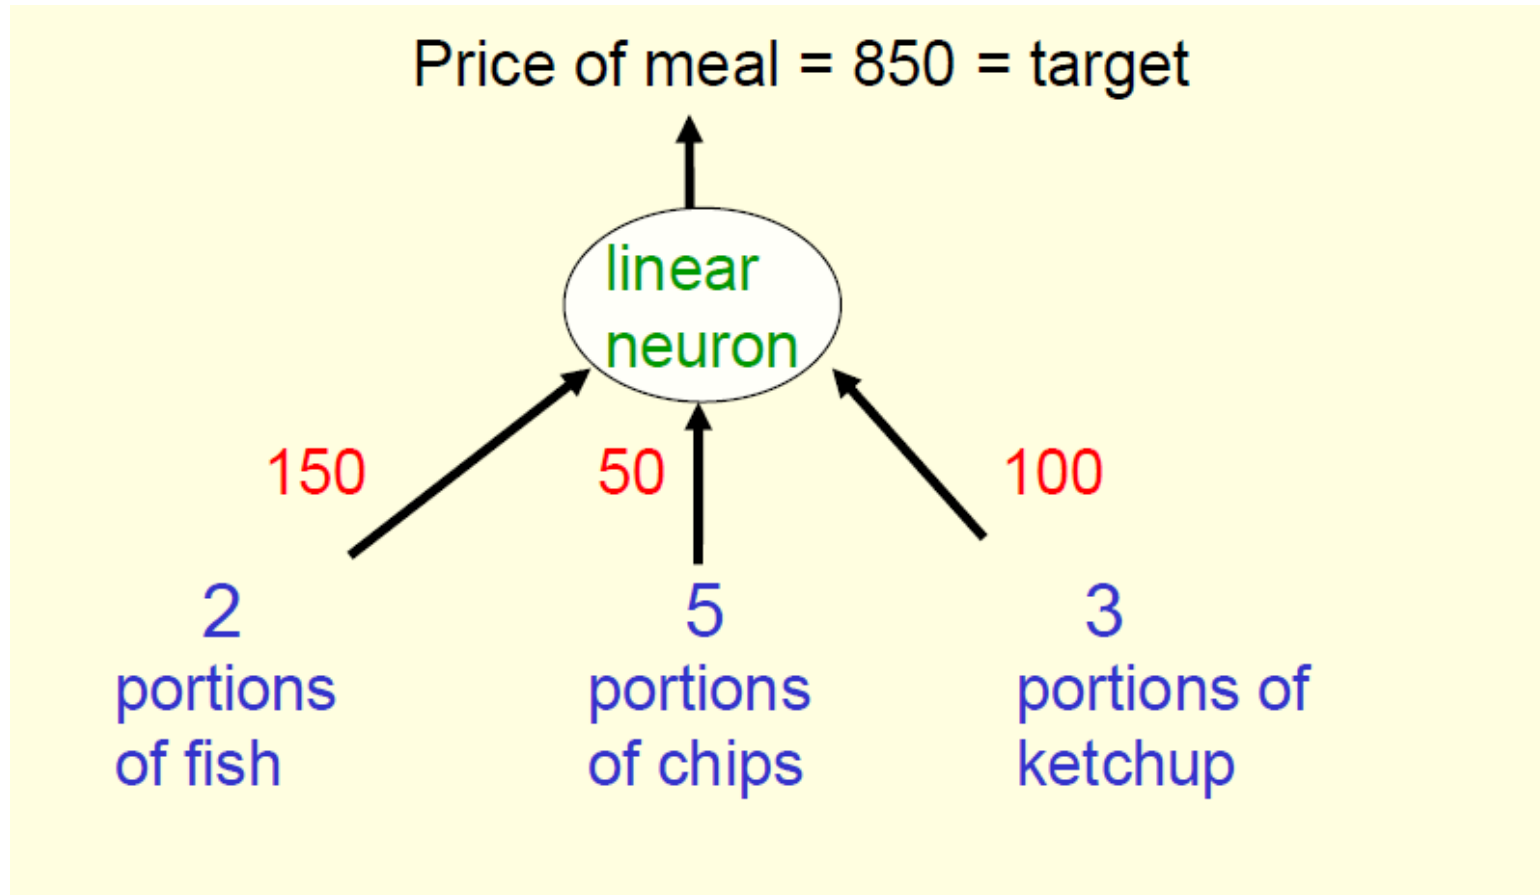 Price of meal = 850 = target
linear
neuron
150
50
100
2
portions
of fish
5
portions
of chips
3
portions of
ketchup